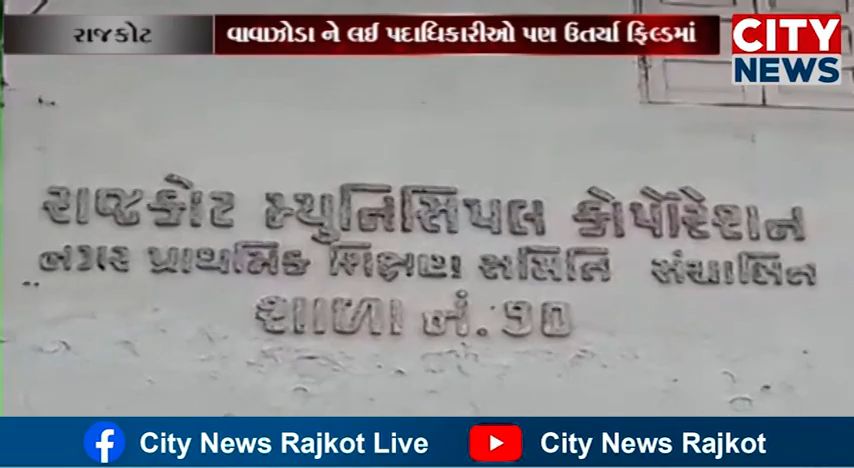 રાજકોટ
વાવાઝોડા ને લઈ પદાધિકારીઓ પણ ઉતર્યા ફિલ્ડમાં
CITY
NEWS
રાજકોટ મ્યુનિસિપલ કોર્પોરેશન
નગર પ્રાથમિક શિક્ષણ સમિતિ સંચાલિત
શાળા નં. ૧૦
City News Rajkot Live
City News Rajkot